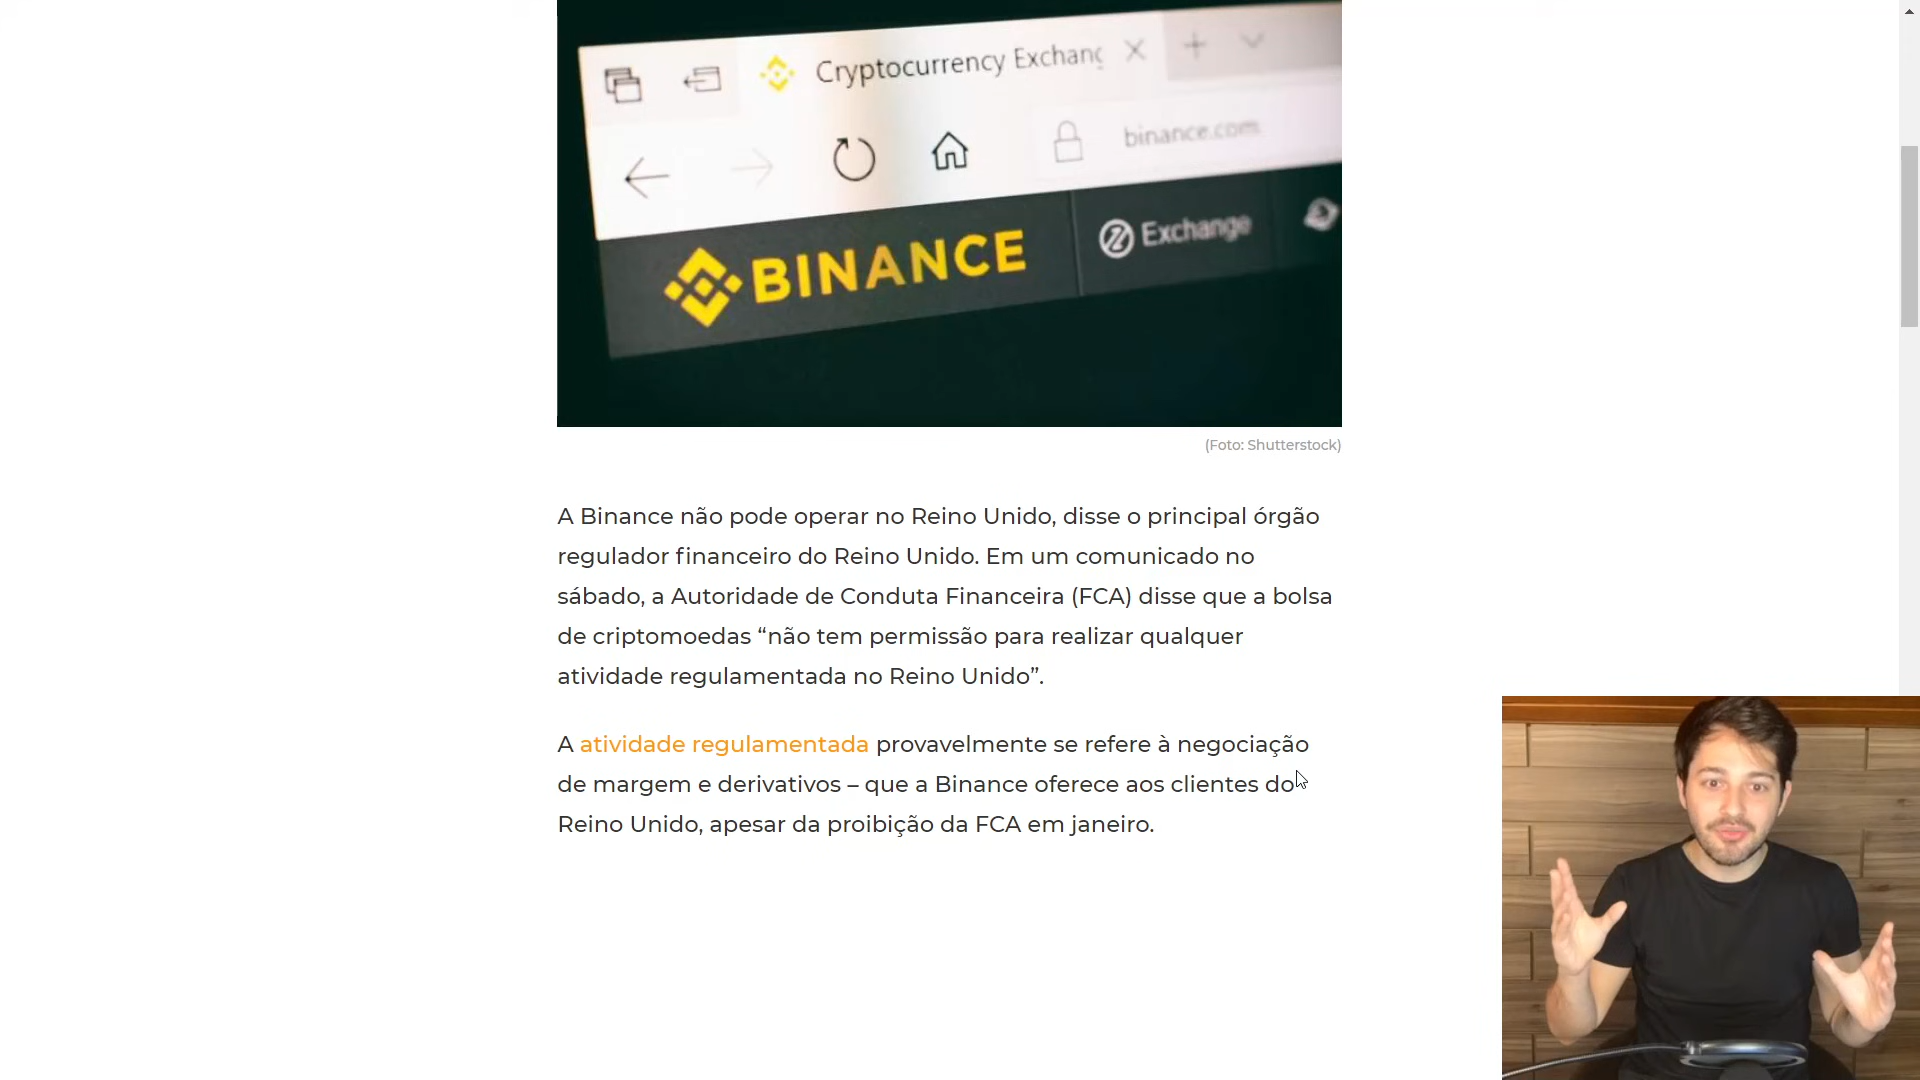 Cryptocurrency Exchang
binance.com
BINANCE
Exchange
(Foto: Shutterstock)
A Binance não pode operar no Reino Unido, disse o principal órgão
regulador financeiro do Reino Unido. Em um comunicado no
sábado, a Autoridade de Conduta Financeira (FCA) disse que a bolsa
de criptomoedas “não tem permissão para realizar qualquer
atividade regulamentada no Reino Unido”.
A atividade regulamentada provavelmente se refere à negociação
de margem e derivativos – que a Binance oferece aos clientes do
Reino Unido, apesar da proibição da FCA em janeiro.